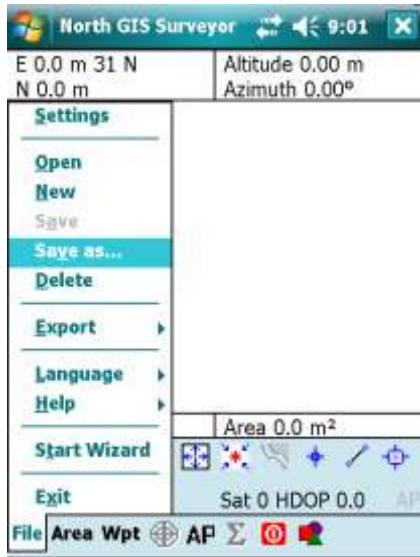 North GIS Surveyor 9:01
E 0.0 m 31 N Altitude 0.00 m
N 0.0 m Azimuth 0.00°
Settings
Open
New
Save
Save as...
Delete
Export
Language
Help
Start Wizard
Exit
Area 0.0 m²
Sat 0 HDOP 0.0 AP
File Area Wpt AP Σ